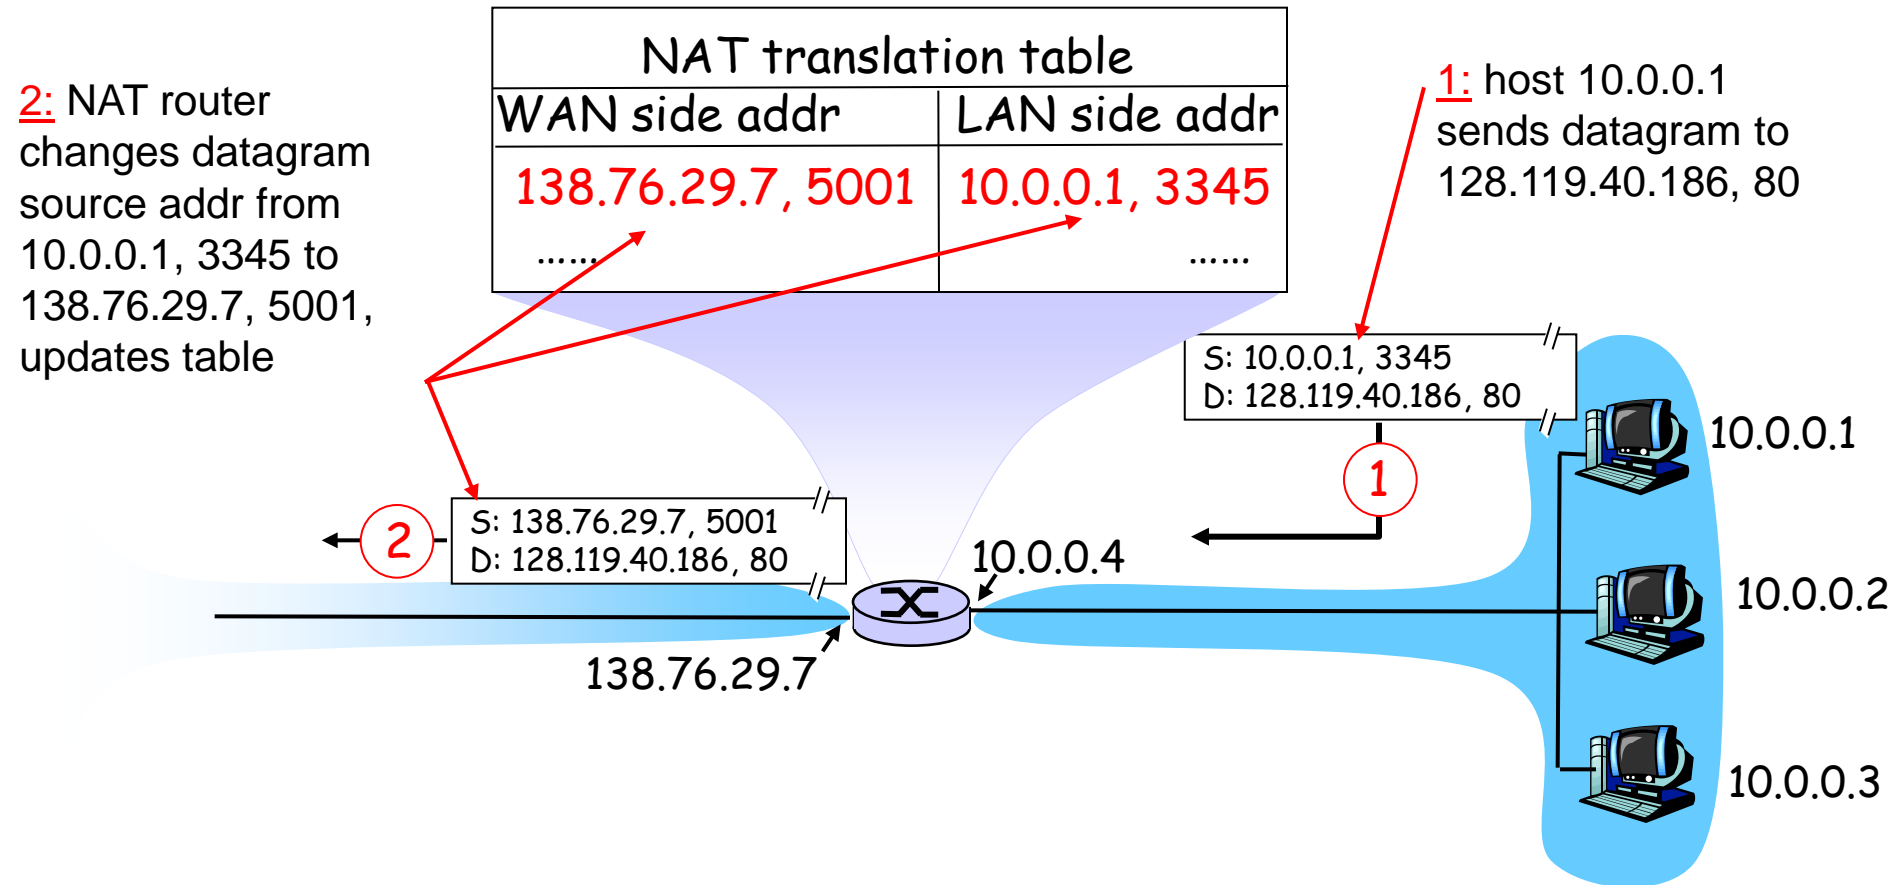 NAT translation table
WAN side addr LAN side addr
138.76.29.7, 5001 10.0.0.1, 3345
...... ......
2: NAT router
changes datagram
source addr from
10.0.0.1, 3345 to
138.76.29.7, 5001,
updates table
1: host 10.0.0.1
sends datagram to
128.119.40.186, 80
S: 10.0.0.1, 3345
D: 128.119.40.186, 80
1
10.0.0.1
S: 138.76.29.7, 5001
D: 128.119.40.186, 80
2
10.0.0.4
138.76.29.7
10.0.0.2
10.0.0.3